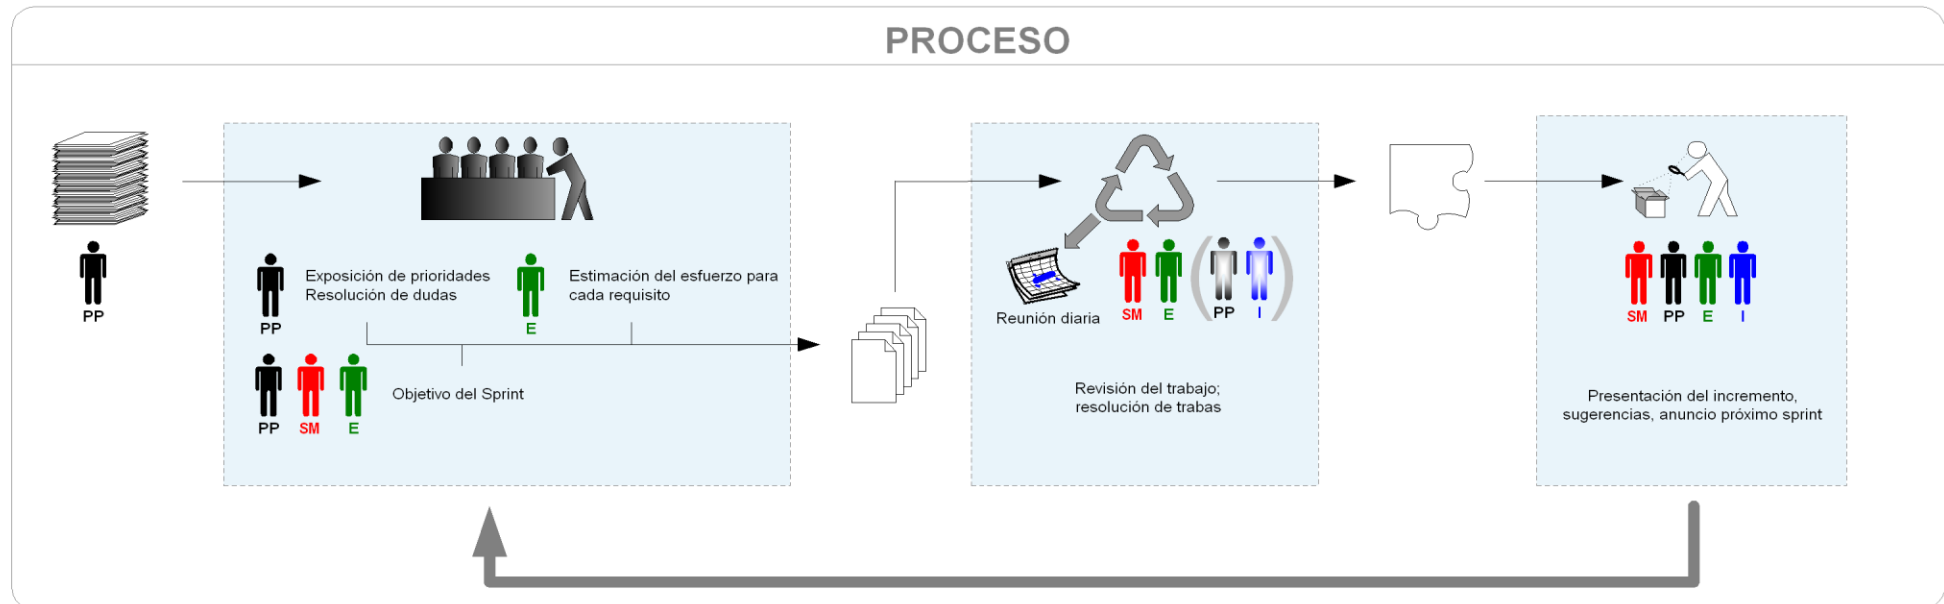 PROCESO
PP
Exposición de prioridades
Resolución de dudas
PP
Estimación del esfuerzo para
cada requisito
E
Objetivo del Sprint
PP SM E
Reunión diaria
SM E PP I
Revisión del trabajo;
resolución de trabas
SM PP E I
Presentación del incremento,
sugerencias, anuncio próximo sprint